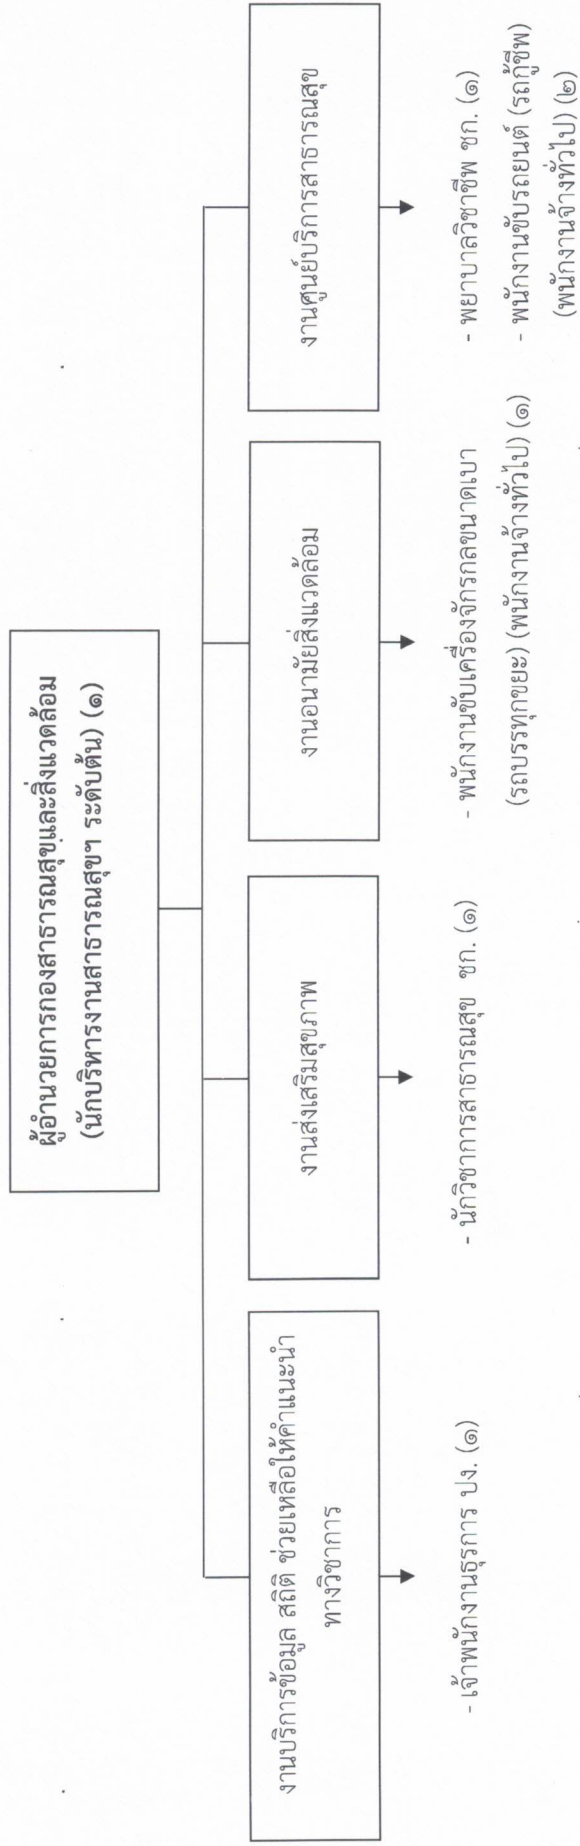 ผู้อำนวยการกองสาธารณสุขและสิ่งแวดล้อม
(นักบริหารงานสาธารณสุขฯ ระดับต้น) (๑)
งานบริการข้อมูล สถิติ ช่วยเหลือให้คำแนะนำ
ทางวิชาการ
- เจ้าพนักงานธุรการ ปง. (๑)
งานส่งเสริมสุขภาพ
- นักวิชาการสาธารณสุข ชก. (๑)
งานอนามัยสิ่งแวดล้อม
- พนักงานขับเครื่องจักรกลขนาดเบา
(รถบรรทุกขยะ) (พนักงานจ้างทั่วไป) (๑)
งานศูนย์บริการสาธารณสุข
- พยาบาลวิชาชีพ ชก. (๑)
- พนักงานขับรถยนต์ (รถกู้ชีพ)
(พนักงานจ้างทั่วไป) (๒)